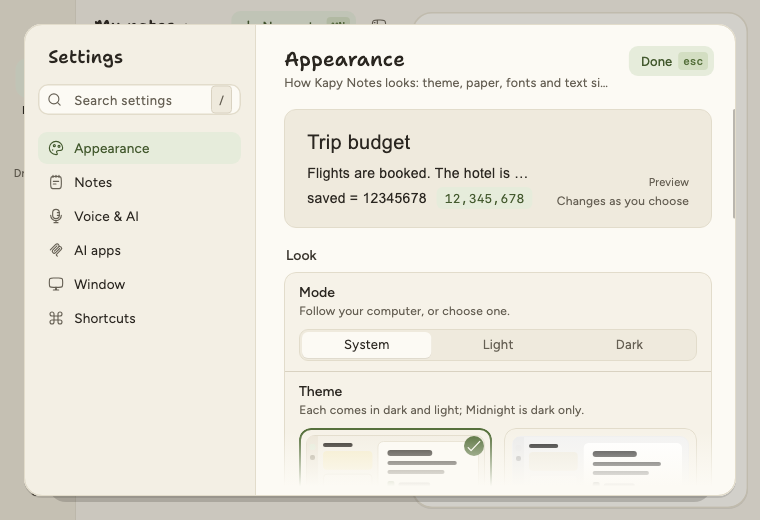 Settings
Search settings /
Appearance
Notes
Voice & AI
AI apps
Window
Shortcuts
Appearance
How Kapy Notes looks: theme, paper, fonts and text si…
Done esc
Trip budget
Flights are booked. The hotel is …
saved = 12345678 12,345,678
Preview
Changes as you choose
Look
Mode
Follow your computer, or choose one.
System Light Dark
Theme
Each comes in dark and light; Midnight is dark only.